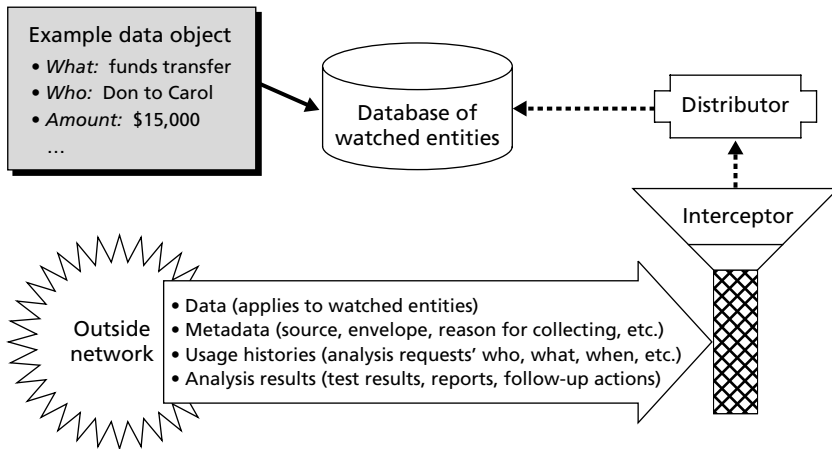 Example data object
• What: funds transfer
• Who: Don to Carol
• Amount: $15,000
…
Database of
watched entities
Distributor
Interceptor
Outside
network
• Data (applies to watched entities)
• Metadata (source, envelope, reason for collecting, etc.)
• Usage histories (analysis requests’ who, what, when, etc.)
• Analysis results (test results, reports, follow-up actions)